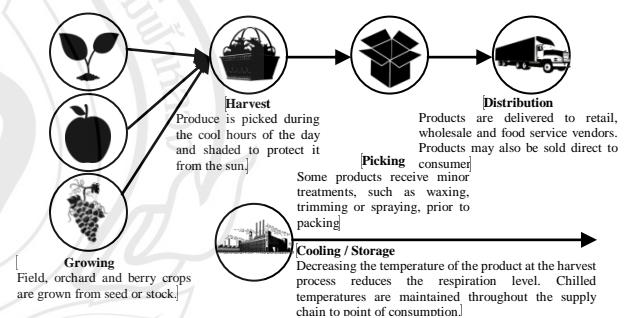 Harvest
Produce is picked during
the cool hours of the day
and shaded to protect it
from the sun.
Distribution
Products are delivered to retail,
wholesale and food service vendors.
Products may also be sold direct to
consumer
Picking
Some products receive minor
treatments, such as waxing,
trimming or spraying, prior to
packing
Growing
Field, orchard and berry crops
are grown from seed or stock.
Cooling / Storage
Decreasing the temperature of the product at the harvest
process reduces the respiration level. Chilled
temperatures are maintained throughout the supply
chain to point of consumption.